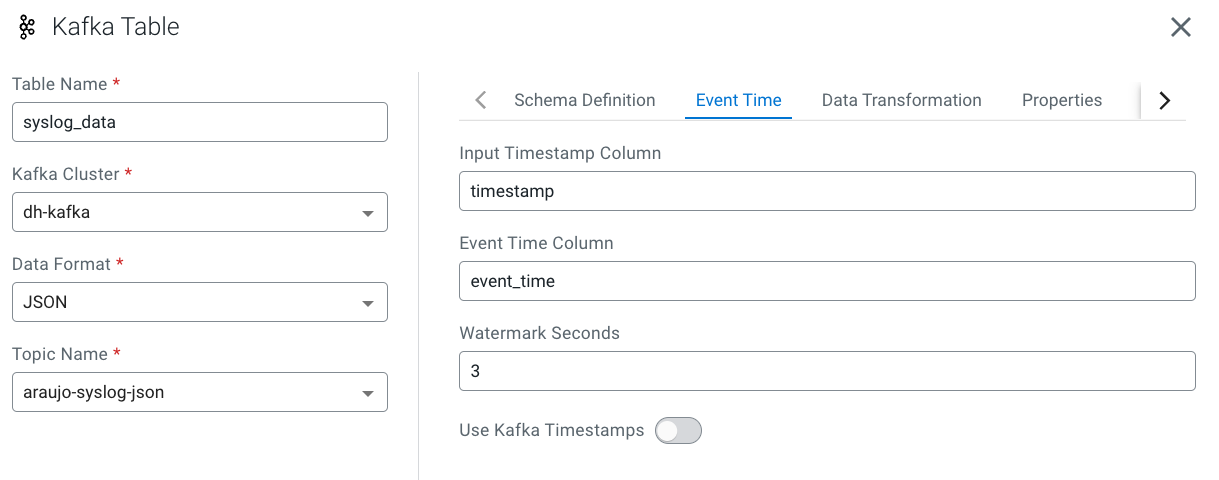 Kafka Table
Table Name *
syslog_data
Kafka Cluster *
dh-kafka
Data Format *
JSON
Topic Name *
araujo-syslog-json
Schema Definition Event Time Data Transformation Properties
Input Timestamp Column
timestamp
Event Time Column
event_time
Watermark Seconds
3
Use Kafka Timestamps